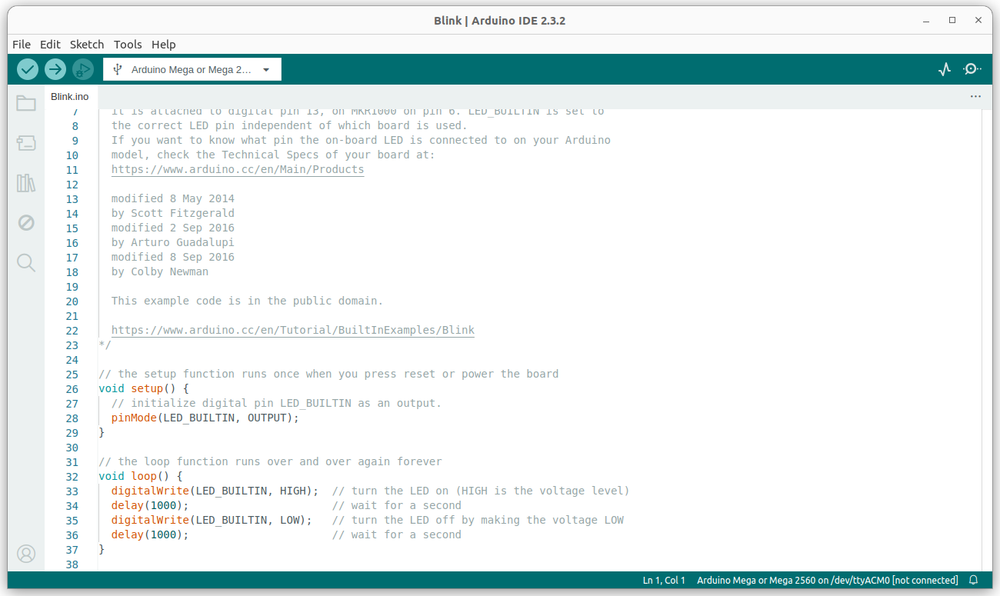 Blink | Arduino IDE 2.3.2
File Edit Sketch Tools Help
Arduino Mega or Mega 2...
Blink.ino
7 it is attached to digital pin 13, on MKR1000 on pin 6. LED_BUILTIN is set to
8 the correct LED pin independent of which board is used.
9 If you want to know what pin the on-board LED is connected to on your Arduino
10 model, check the Technical Specs of your board at:
11 https://www.arduino.cc/en/Main/Products
12
13 modified 8 May 2014
14 by Scott Fitzgerald
15 modified 2 Sep 2016
16 by Arturo Guadalupi
17 modified 8 Sep 2016
18 by Colby Newman
19
20 This example code is in the public domain.
21
22 https://www.arduino.cc/en/Tutorial/BuiltInExamples/Blink
23 */
24
25 // the setup function runs once when you press reset or power the board
26 void setup() {
27 // initialize digital pin LED_BUILTIN as an output.
28 pinMode(LED_BUILTIN, OUTPUT);
29 }
30
31 // the loop function runs over and over again forever
32 void loop() {
33 digitalWrite(LED_BUILTIN, HIGH); // turn the LED on (HIGH is the voltage level)
34 delay(1000); // wait for a second
35 digitalWrite(LED_BUILTIN, LOW); // turn the LED off by making the voltage LOW
36 delay(1000); // wait for a second
37 }
38
Ln 1, Col 1 Arduino Mega or Mega 2560 on /dev/ttyACM0 [not connected]